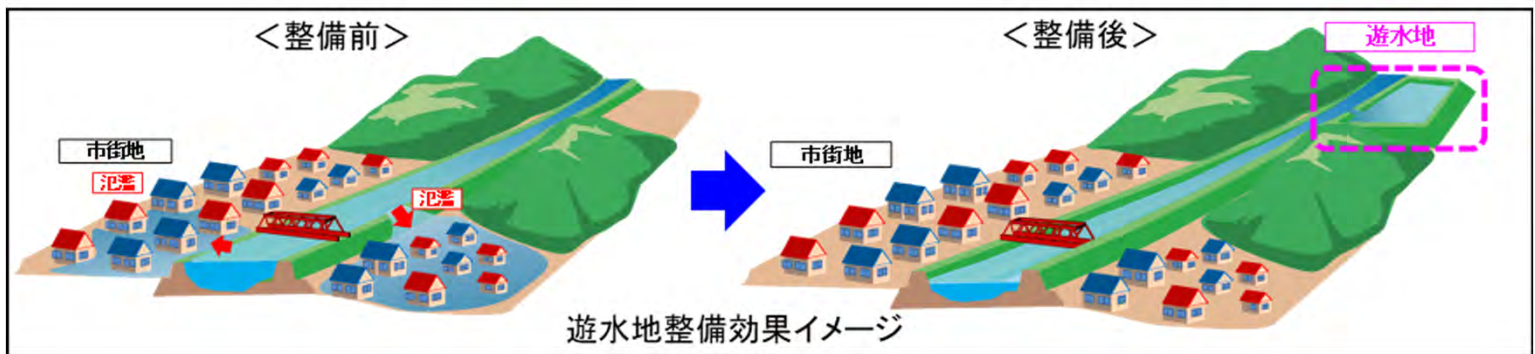 ＜整備前＞
市街地
氾濫
氾濫
＜整備後＞
遊水地
市街地
遊水地整備効果イメージ